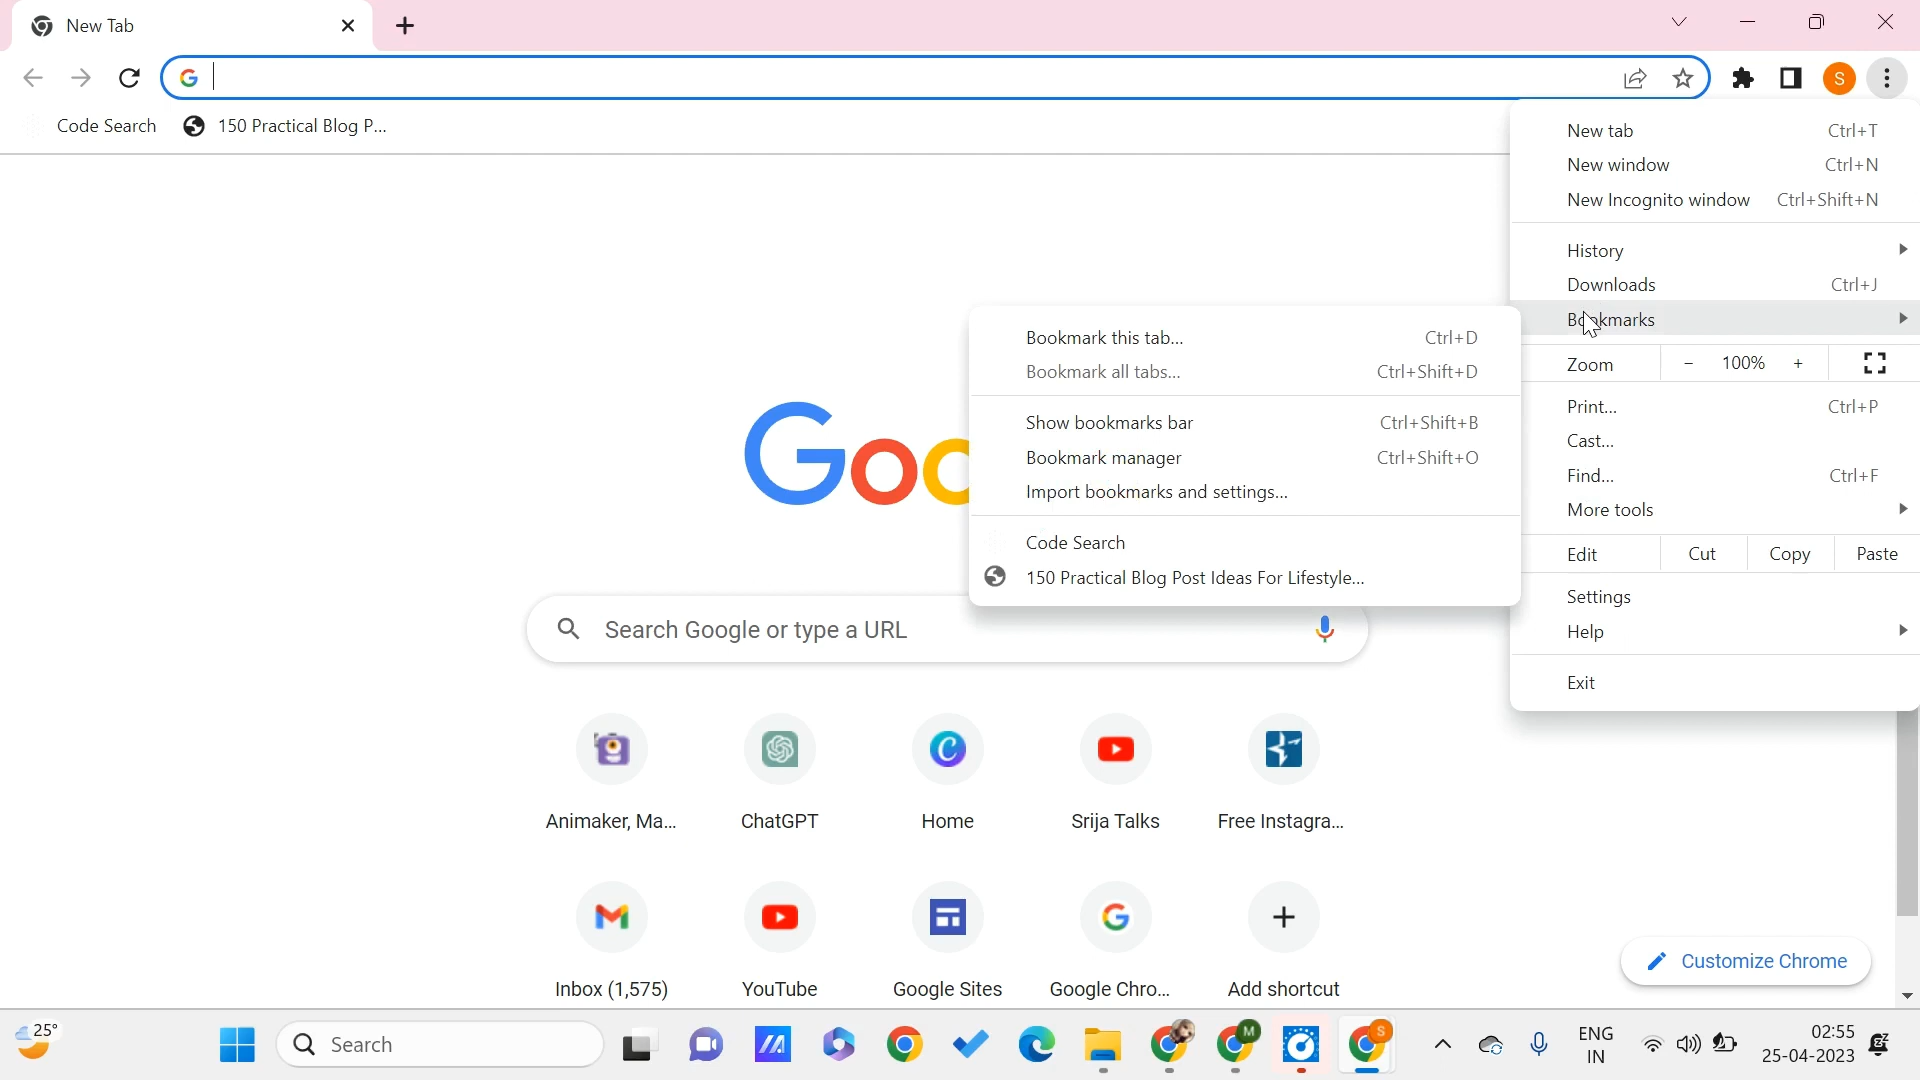 New Tab
Code Search
150 Practical Blog P...
New tab Ctrl+T
New window Ctrl+N
New Incognito window Ctrl+Shift+N
History
Downloads Ctrl+J
Bookmarks
Zoom - 100% +
Print... Ctrl+P
Cast...
Find... Ctrl+F
More tools
Edit Cut Copy Paste
Settings
Help
Exit
Bookmark this tab... Ctrl+D
Bookmark all tabs... Ctrl+Shift+D
Show bookmarks bar Ctrl+Shift+B
Bookmark manager Ctrl+Shift+O
Import bookmarks and settings...
Code Search
150 Practical Blog Post Ideas For Lifestyle...
S
Goo
Search Google or type a URL
Animaker, Ma...
ChatGPT
Home
Srija Talks
Free Instagra...
Inbox (1,575)
YouTube
Google Sites
Google Chro...
Add shortcut
Customize Chrome
25°
Search
M
S
ENG
IN
02:55
25-04-2023